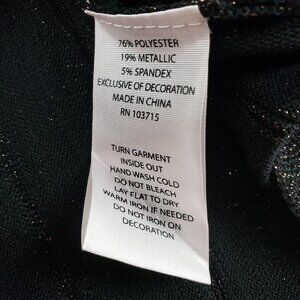 76% POLYESTER
19% METALLIC
5% SPANDEX
EXCLUSIVE OF DECORATION
MADE IN CHINA
RN 103715
TURN GARMENT
INSIDE OUT
HAND WASH COLD
DO NOT BLEACH
LAY FLAT TO DRY
WARM IRON IF NEEDED
DO NOT IRON ON
DECORATION